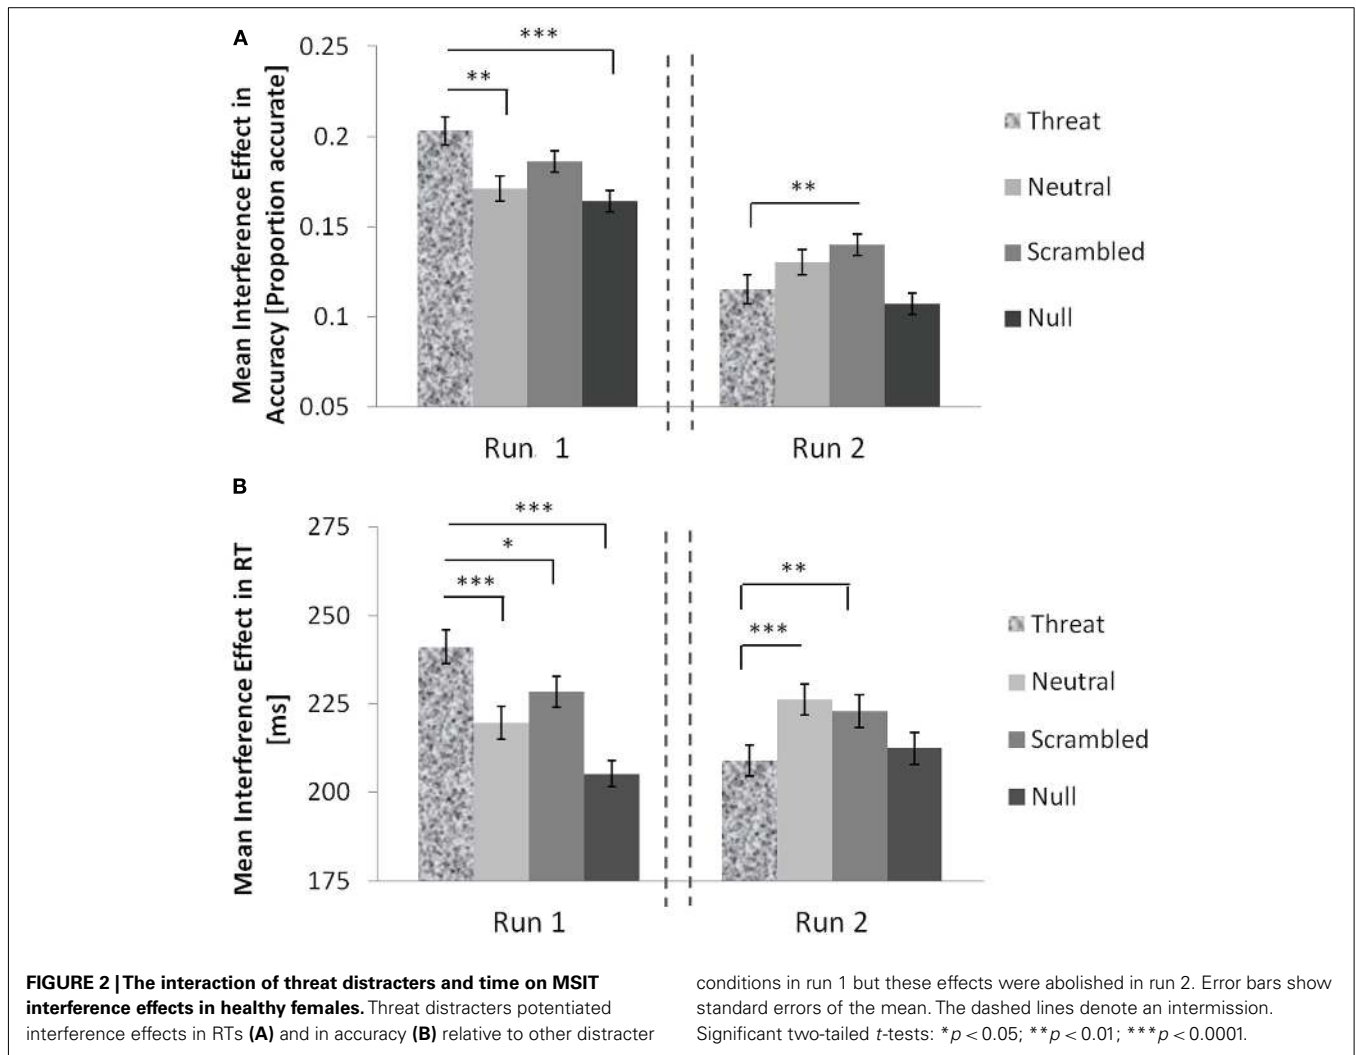 A
Mean Interference Effect in
Accuracy [Proportion accurate]
0.25
0.2
0.15
0.1
0.05
***
**
**
Threat
Neutral
Scrambled
Null
Run 1
Run 2
B
Mean Interference Effect in RT
[ms]
275
250
225
200
175
***
*
***
**
***
Threat
Neutral
Scrambled
Null
Run 1
Run 2
FIGURE 2 | The interaction of threat distracters and time on MSIT
interference effects in healthy females. Threat distracters potentiated
interference effects in RTs (A) and in accuracy (B) relative to other distracter
conditions in run 1 but these effects were abolished in run 2. Error bars show
standard errors of the mean. The dashed lines denote an intermission.
Significant two-tailed t-tests: *p < 0.05; **p < 0.01; ***p < 0.0001.